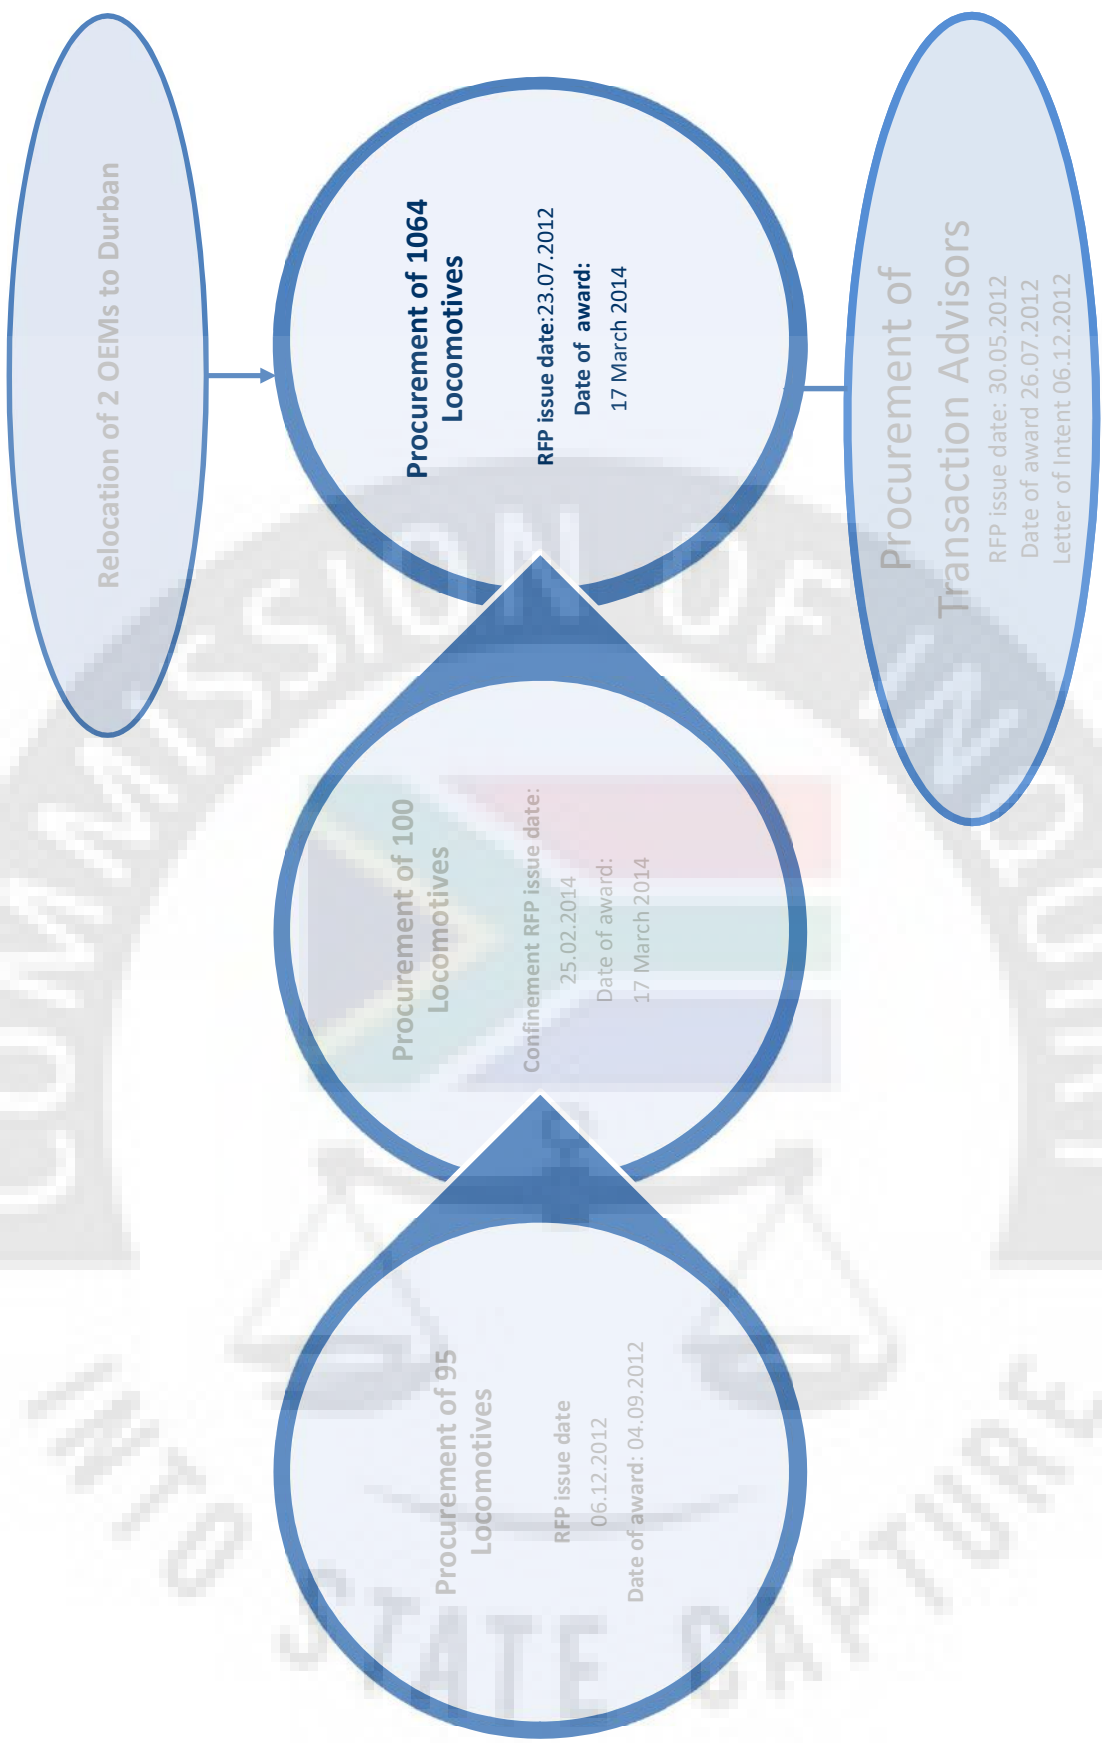 Relocation of 2 OEMs to Durban
Procurement of 95
Locomotives
RFP issue date
06.12.2012
Date of award: 04.09.2012
Procurement of 100
Locomotives
Confinement RFP issue date:
25.02.2014
Date of award:
17 March 2014
Procurement of 1064
Locomotives
RFP issue date:23.07.2012
Date of award:
17 March 2014
Procurement of
Transaction Advisors
RFP issue date: 30.05.2012
Date of award 26.07.2012
Letter of Intent 06.12.2012
COMMISSION OF INQUIRY
INTO STATE CAPTURE